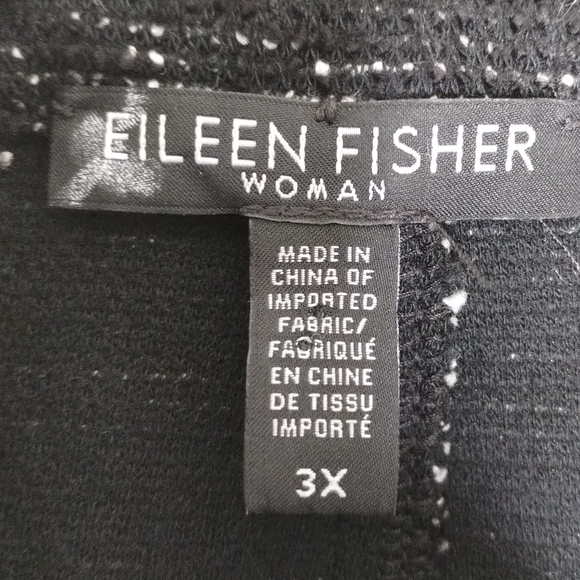 EILEEN FISHER
WOMAN
MADE IN
CHINA OF
IMPORTED
FABRIC/
FABRIQUÉ
EN CHINE
DE TISSU
IMPORTÉ
3X